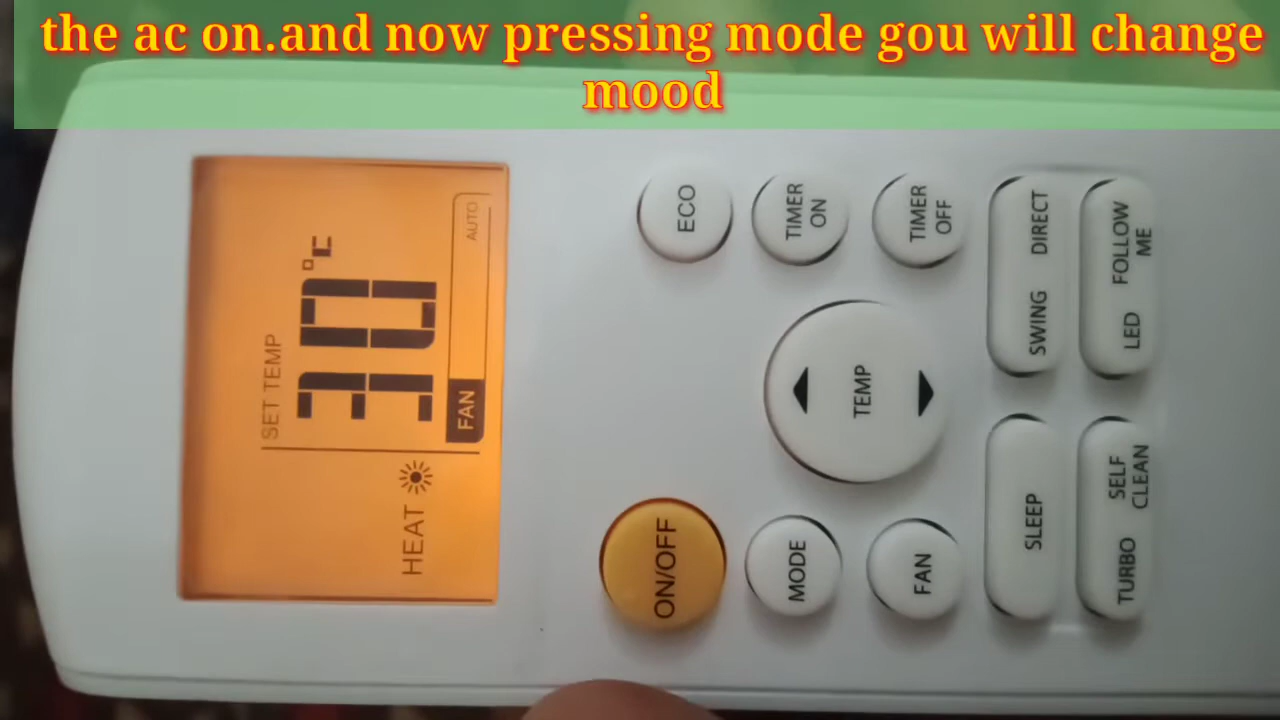 the ac on.and now pressing mode gou will change
mood
SET TEMP
30°C
FAN AUTO
HEAT
ECO
TIMER
ON
TIMER
OFF
SWING DIRECT
LED FOLLOW
ME
TEMP
ON/OFF
MODE
FAN
SLEEP
TURBO SELF
CLEAN